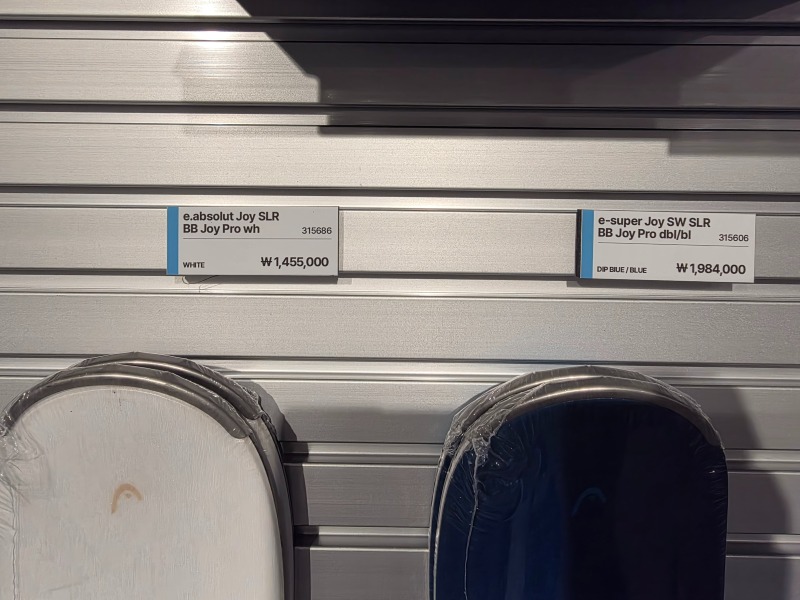 e.absolut Joy SLR
BB Joy Pro wh 315686
WHITE ₩1,455,000
e-super Joy SW SLR
BB Joy Pro dbl/bl 315606
DIP BIUE / BLUE ₩1,984,000